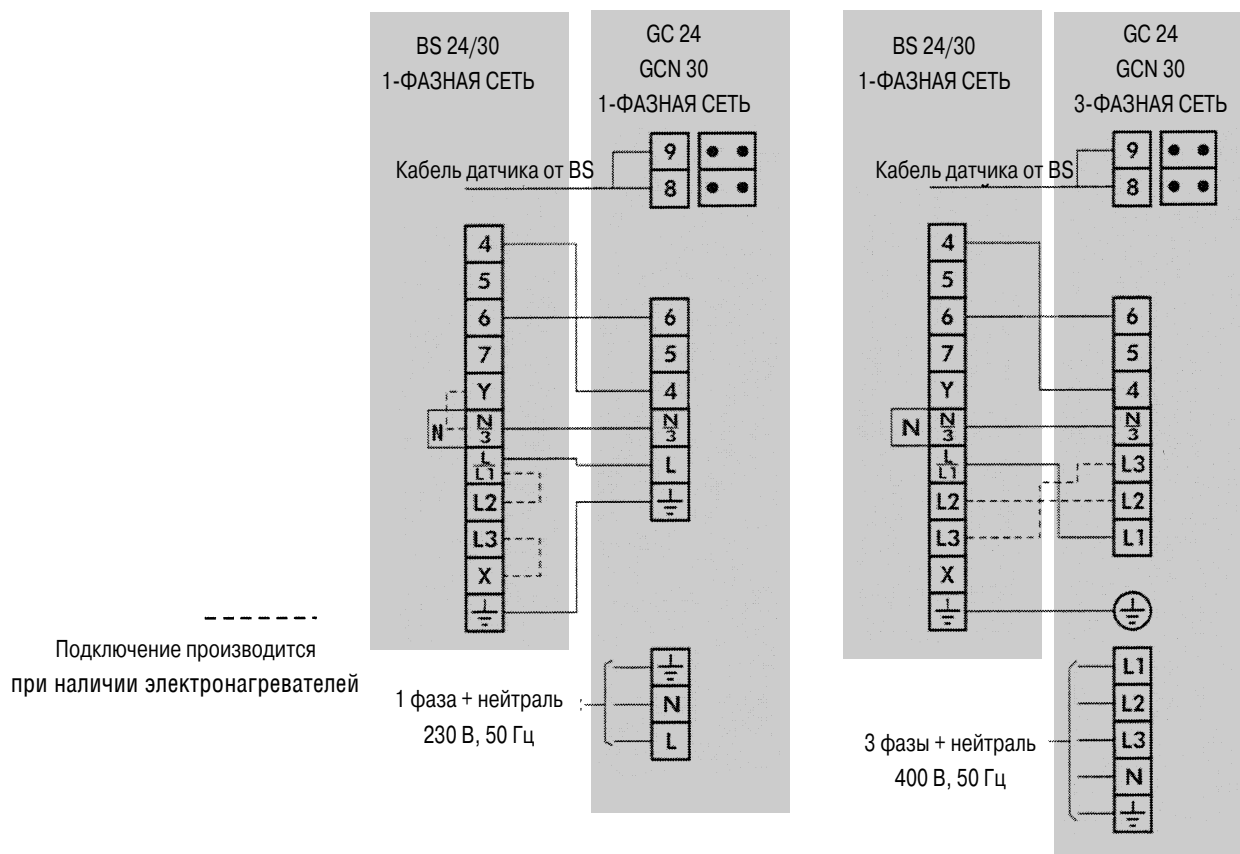 BS 24/30
1-ФАЗНАЯ СЕТЬ
GC 24
GCN 30
1-ФАЗНАЯ СЕТЬ
Кабель датчика от BS
9
8
4
5
6
7
Y
N
N/3
L/L1
L2
L3
X
6
5
4
N/3
L
1 фаза + нейтраль
230 В, 50 Гц
N
L
Подключение производится
при наличии электронагревателей
BS 24/30
1-ФАЗНАЯ СЕТЬ
GC 24
GCN 30
3-ФАЗНАЯ СЕТЬ
Кабель датчика от BS
9
8
4
5
6
7
Y
N
N/3
L/L1
L2
L3
X
6
5
4
N/3
L3
L2
L1
3 фазы + нейтраль
400 В, 50 Гц
L1
L2
L3
N